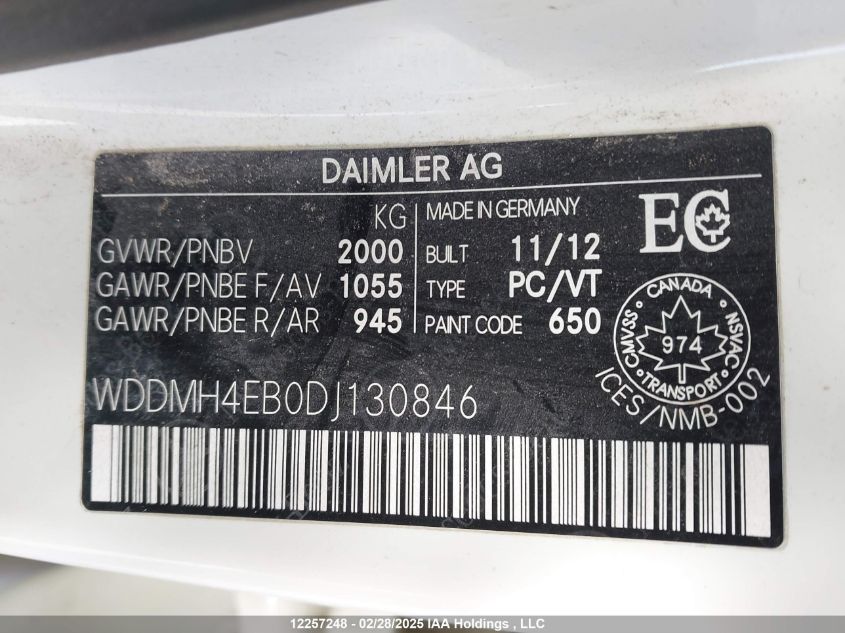 DAIMLER AG
KG
GVWR/PNBV 2000
GAWR/PNBE F/AV 1055
GAWR/PNBE R/AR 945
MADE IN GERMANY
BUILT 11/12
TYPE PC/VT
PAINT CODE 650
EC
CANADA
CMVSS 974 NSVAC
TRANSPORT
ICES/NMB-002
WDDMH4EB0DJ130846
12257248 - 02/28/2025 IAA Holdings , LLC